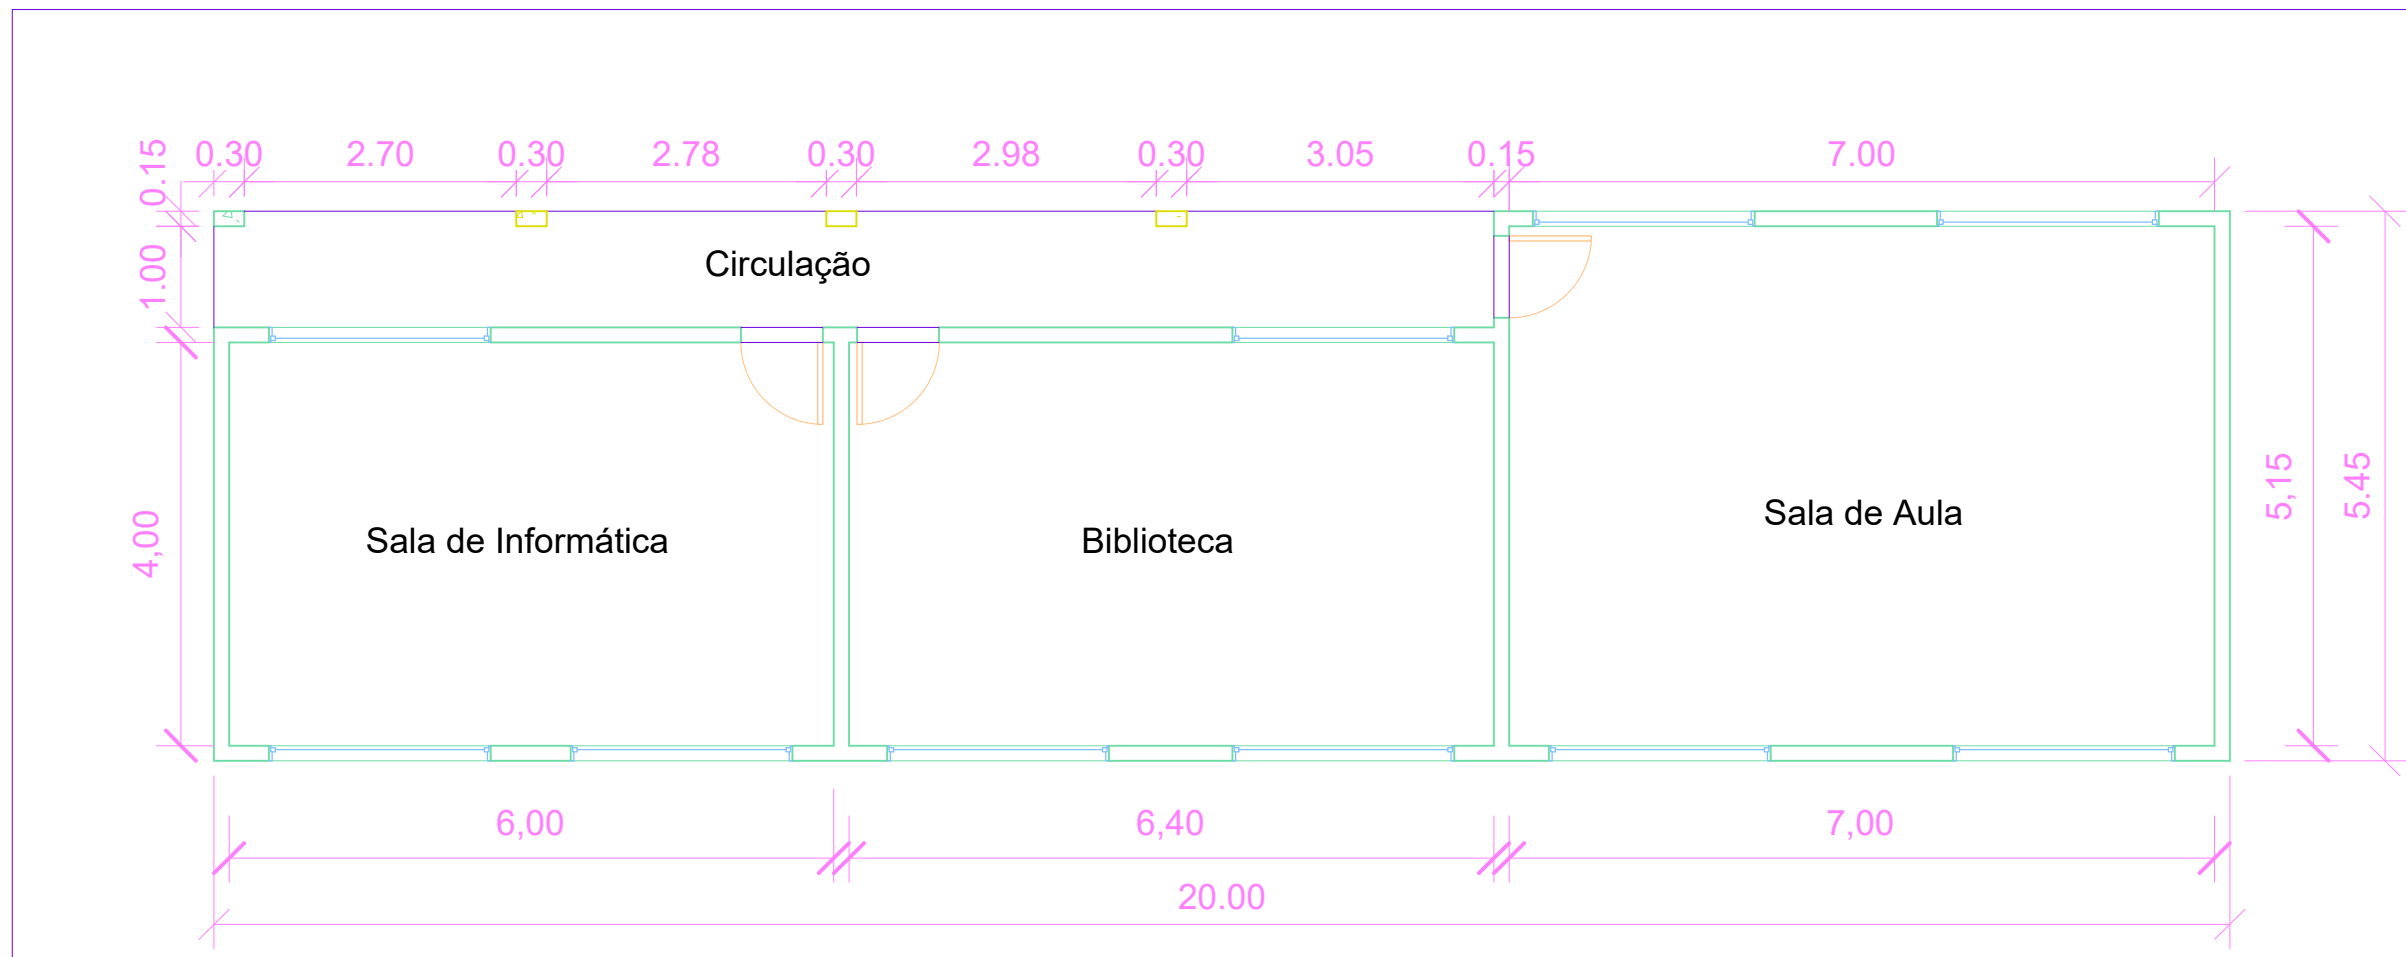 0.30 2.70 0.30 2.78 0.30 2.98 0.30 3.05 0.15 7.00
0.15
1.00
Circulação
4,00
Sala de Informática
Biblioteca
Sala de Aula
5,15
5.45
6,00 6,40 7,00
20.00